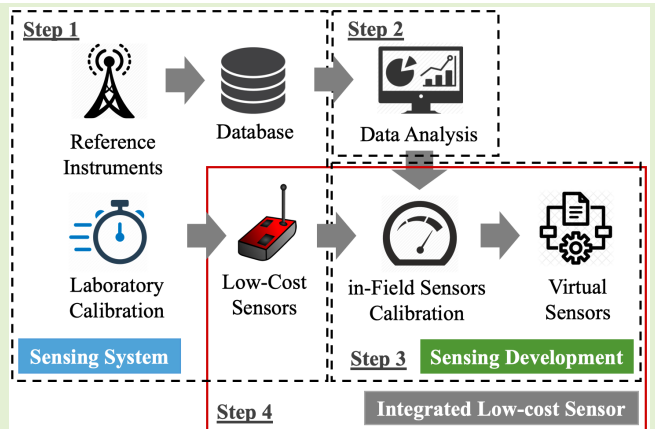 Step 1
Step 2
Reference
Instruments
Database
Data Analysis
Laboratory
Calibration
Low-Cost
Sensors
in-Field Sensors
Calibration
Virtual
Sensors
Sensing System
Step 3
Sensing Development
Step 4
Integrated Low-cost Sensor